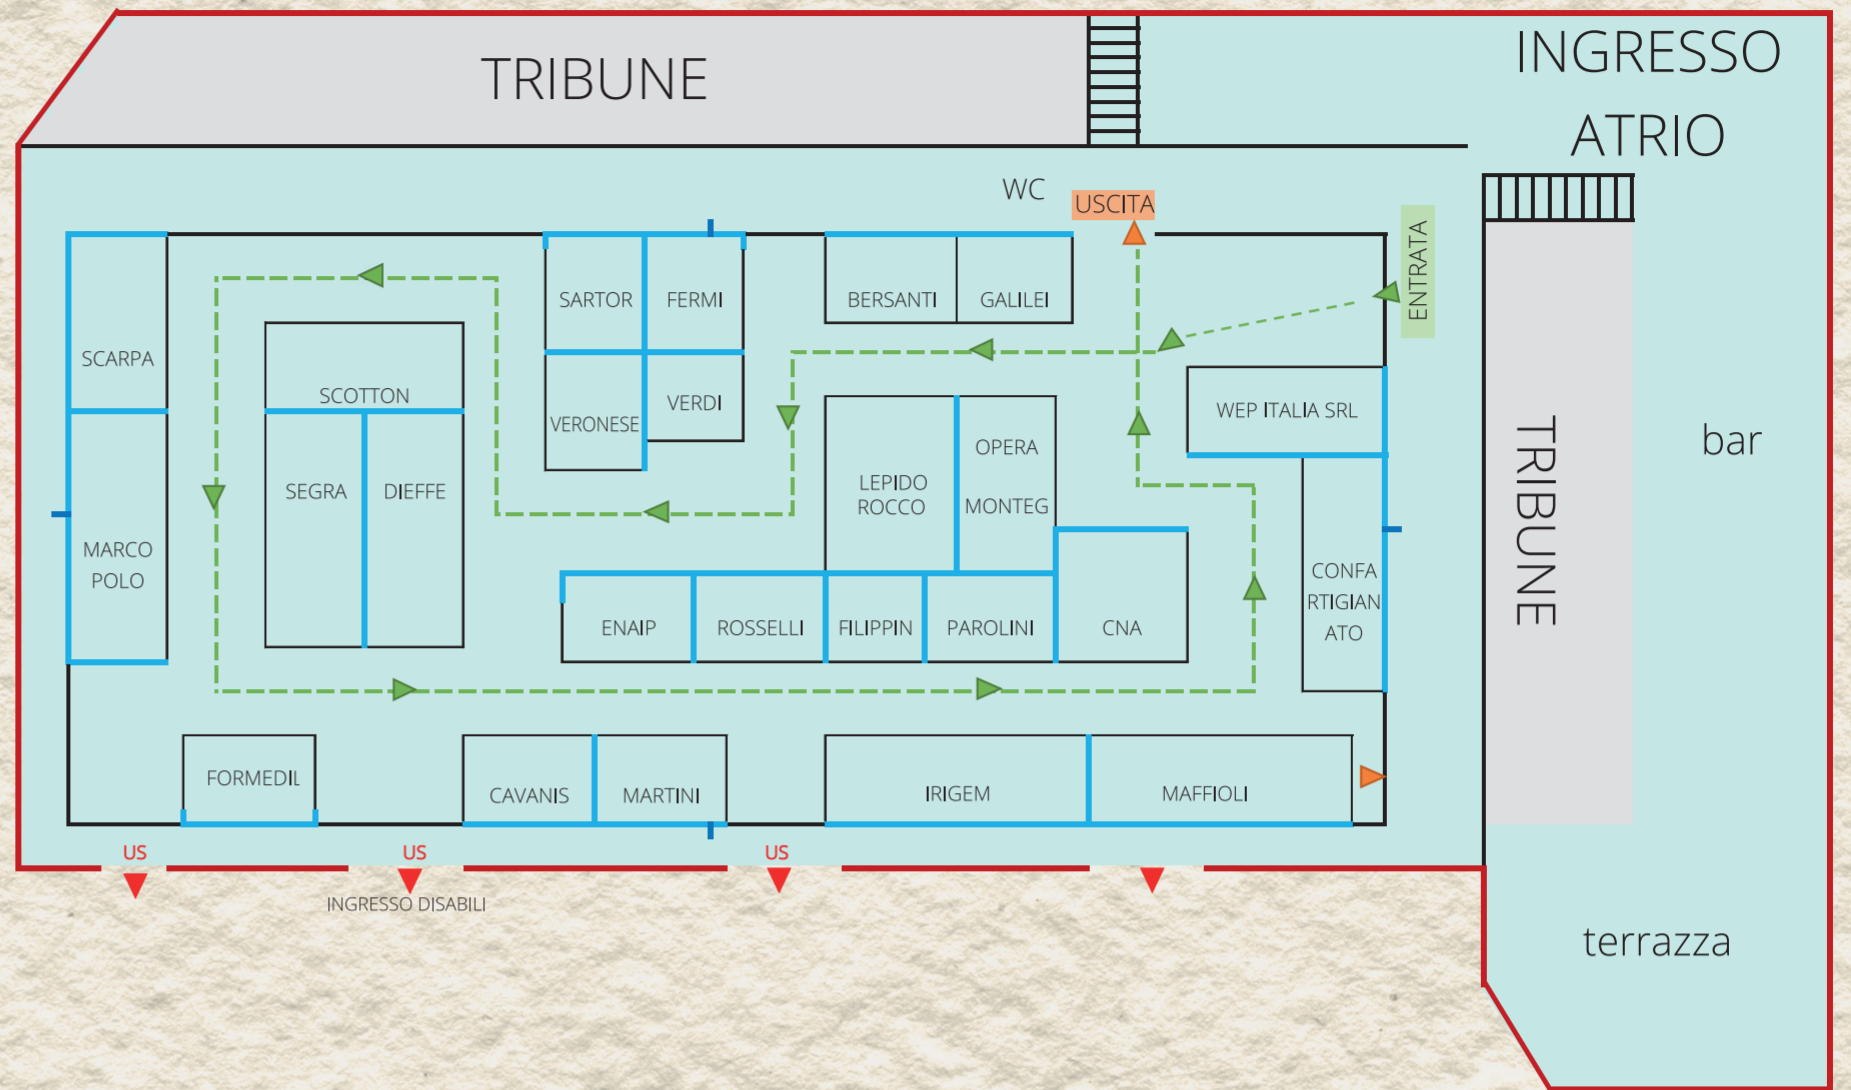 INGRESSO
ATRIO
TRIBUNE
WC
USCITA
ENTRATA
SARTOR
FERMI
BERSANTI
GALILEI
SCARPA
SCOTTON
VERONESE
VERDI
WEP ITALIA SRL
TRIBUNE
bar
OPERA
MONTEG
LEPIDO
ROCCO
SEGRA
DIEFFE
MARCO
POLO
CONFA
RTIGIAN
ATO
ENAIP
ROSSELLI
FILIPPIN
PAROLINI
CNA
FORMEDIL
CAVANIS
MARTINI
IRIGEM
MAFFIOLI
US
US
US
INGRESSO DISABILI
terrazza